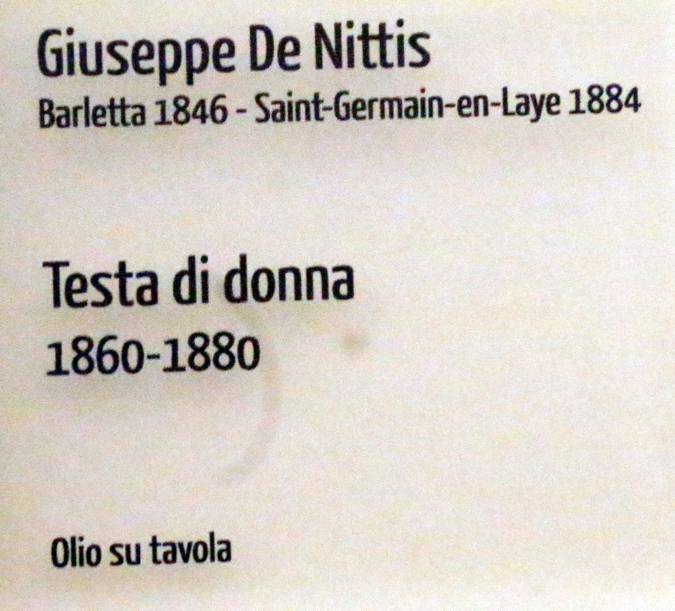 Giuseppe De Nittis
Barletta 1846 - Saint-Germain-en-Laye 1884
Testa di donna
1860-1880
Olio su tavola